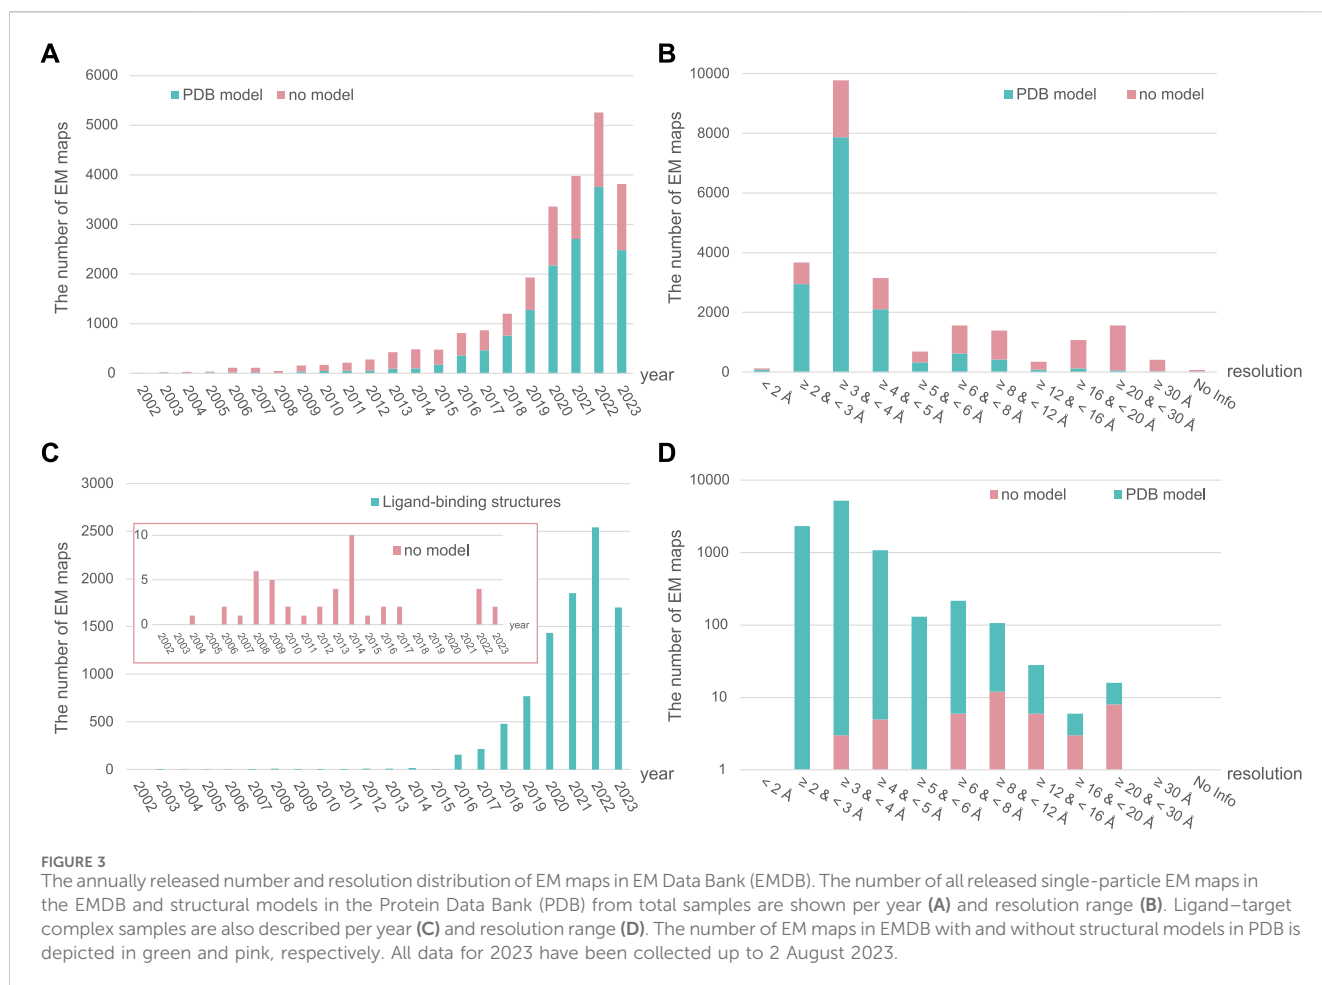 A
6000
5000
4000
3000
2000
1000
0
The number of EM maps
PDB model
no model
2002
2003
2004
2005
2006
2007
2008
2009
2010
2011
2012
2013
2014
2015
2016
2017
2018
2019
2020
2021
2022
2023
year
B
10000
8000
6000
4000
2000
0
The number of EM maps
PDB model
no model
< 2 Å
≥ 2 & < 3 Å
≥ 3 & < 4 Å
≥ 4 & < 5 Å
≥ 5 & < 6 Å
≥ 6 & < 8 Å
≥ 8 & < 12 Å
≥ 12 & < 16 Å
≥ 16 & < 20 Å
≥ 20 & < 30 Å
≥ 30 Å
No Info
resolution
C
3000
2500
2000
1500
1000
500
0
The number of EM maps
Ligand-binding structures
10
5
0
no model
2002
2003
2004
2005
2006
2007
2008
2009
2010
2011
2012
2013
2014
2015
2016
2017
2018
2019
2020
2021
2022
2023
year
2002
2003
2004
2005
2006
2007
2008
2009
2010
2011
2012
2013
2014
2015
2016
2017
2018
2019
2020
2021
2022
2023
year
D
10000
1000
100
10
1
The number of EM maps
no model
PDB model
< 2 Å
≥ 2 & < 3 Å
≥ 3 & < 4 Å
≥ 4 & < 5 Å
≥ 5 & < 6 Å
≥ 6 & < 8 Å
≥ 8 & < 12 Å
≥ 12 & < 16 Å
≥ 16 & < 20 Å
≥ 20 & < 30 Å
≥ 30 Å
No Info
resolution
FIGURE 3
The annually released number and resolution distribution of EM maps in EM Data Bank (EMDB). The number of all released single-particle EM maps in
the EMDB and structural models in the Protein Data Bank (PDB) from total samples are shown per year (A) and resolution range (B). Ligand–target
complex samples are also described per year (C) and resolution range (D). The number of EM maps in EMDB with and without structural models in PDB is
depicted in green and pink, respectively. All data for 2023 have been collected up to 2 August 2023.